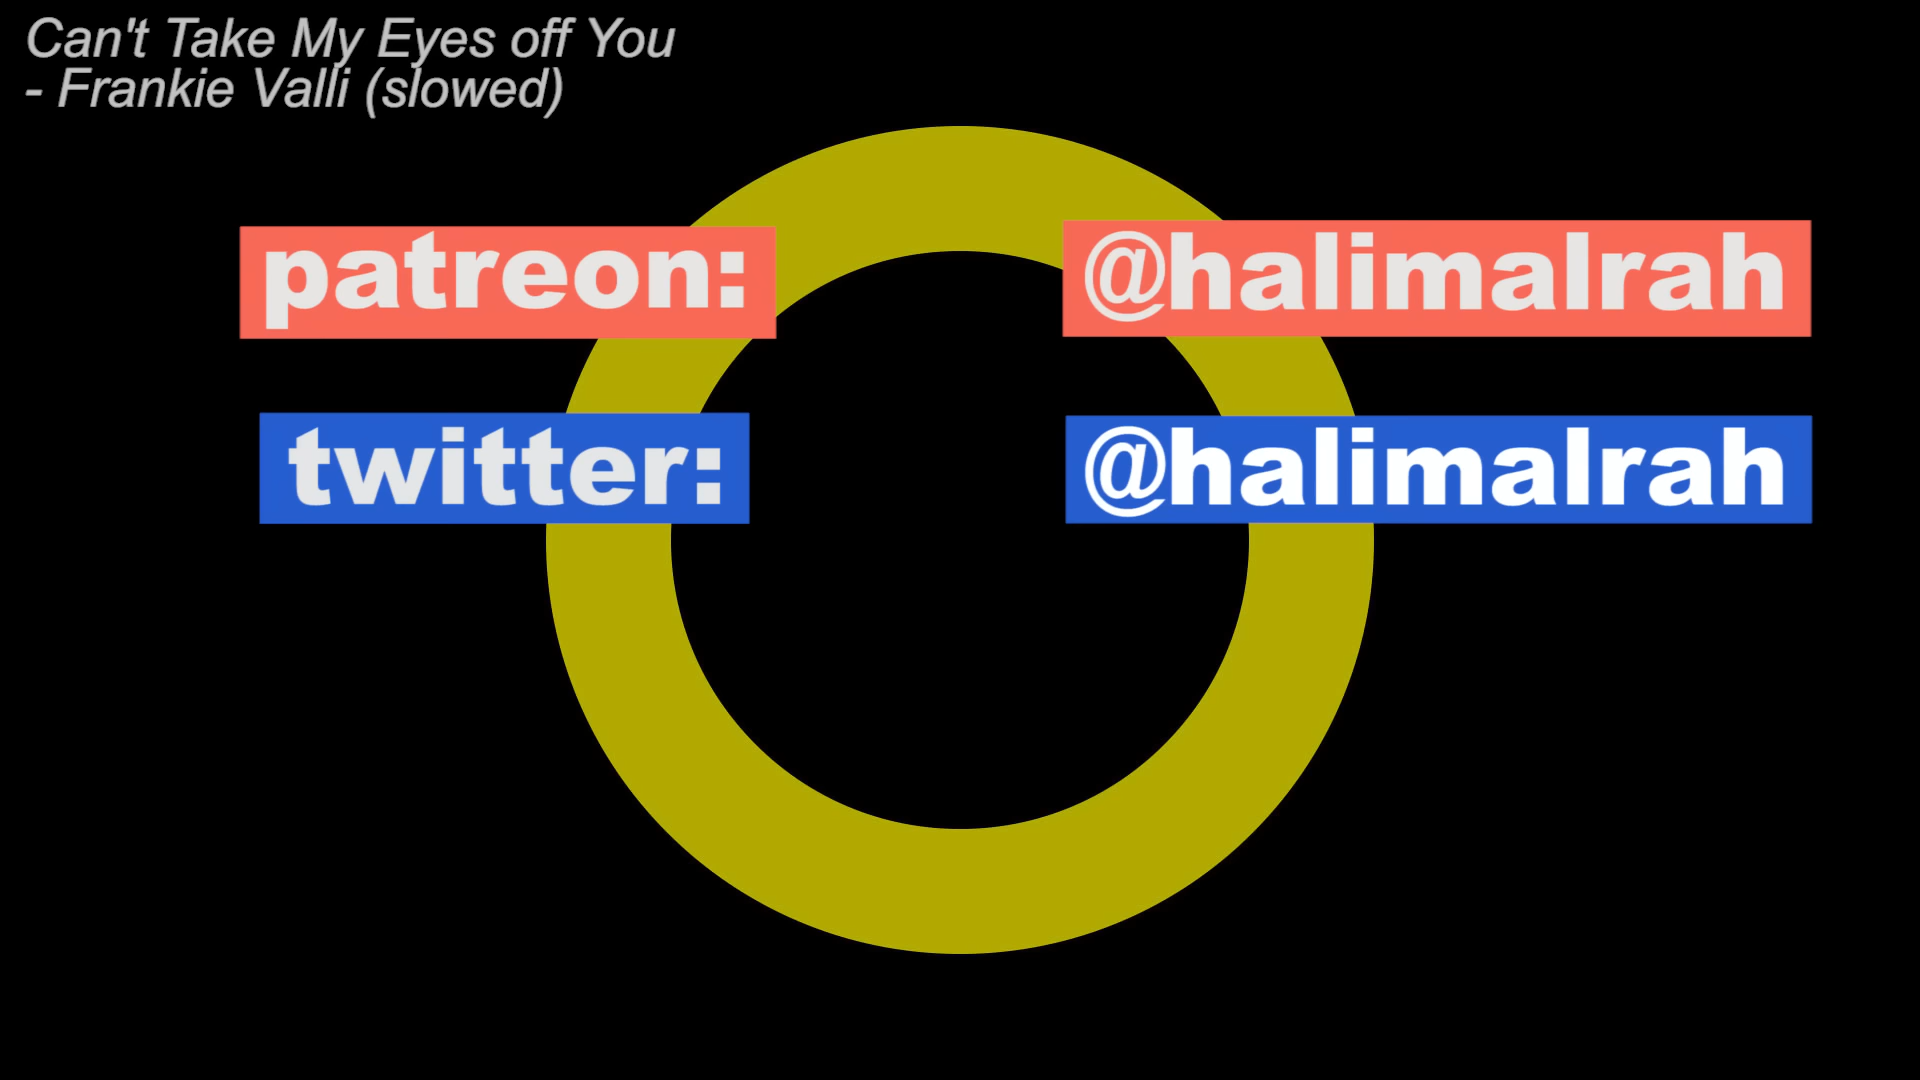 Can't Take My Eyes off You
- Frankie Valli (slowed)
patreon: @halimalrah
twitter: @halimalrah